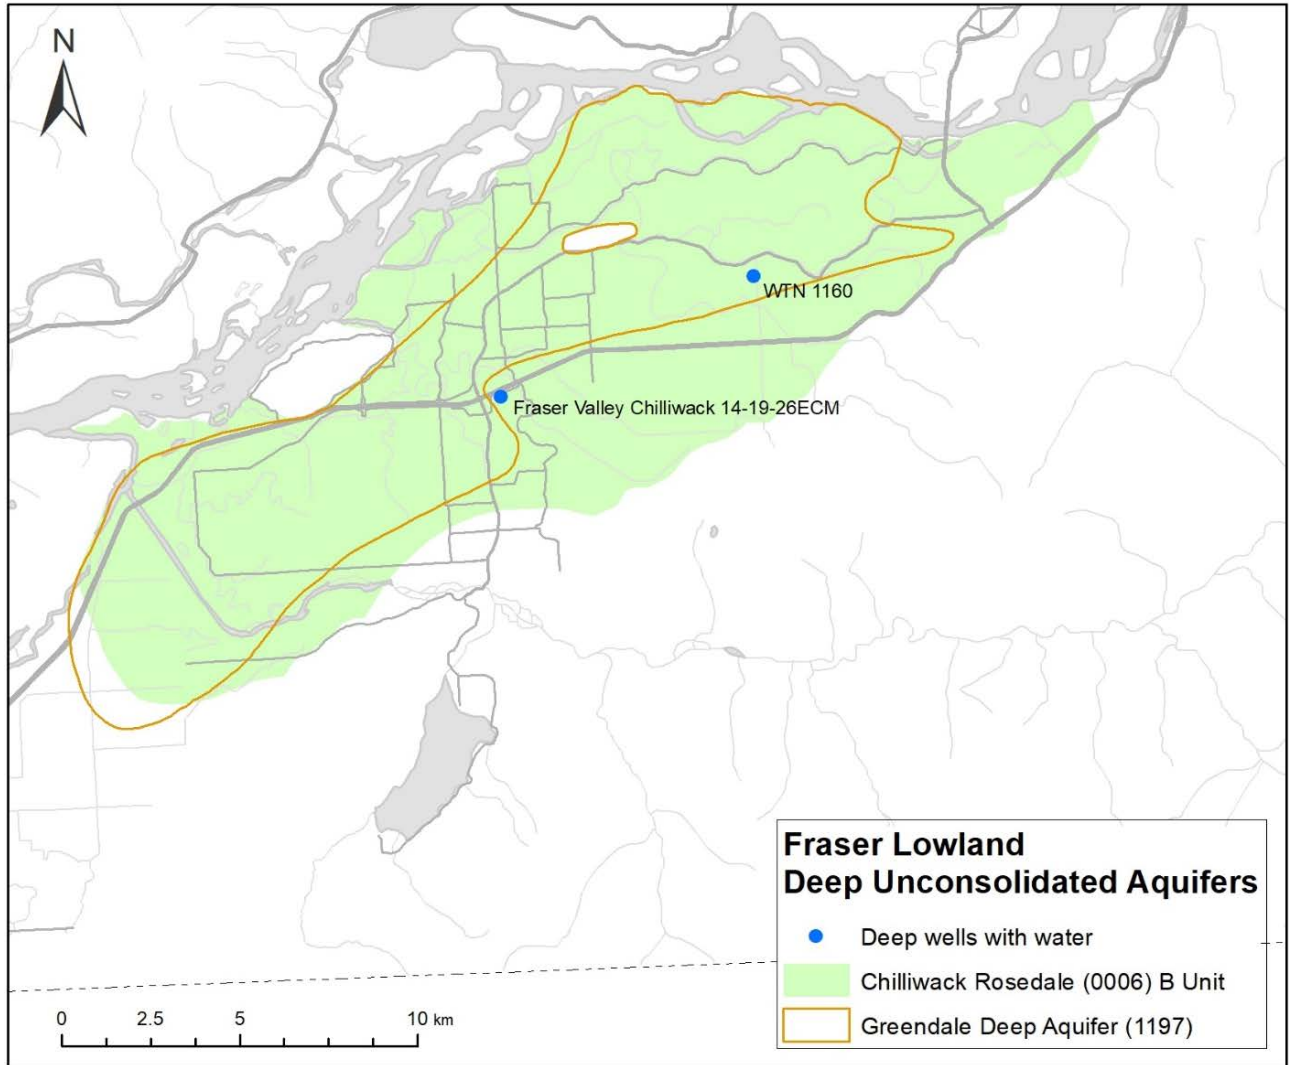 N
WTN 1160
Fraser Valley Chilliwack 14-19-26ECM
Fraser Lowland
Deep Unconsolidated Aquifers
Deep wells with water
Chilliwack Rosedale (0006) B Unit
Greendale Deep Aquifer (1197)
0 2.5 5 10 km